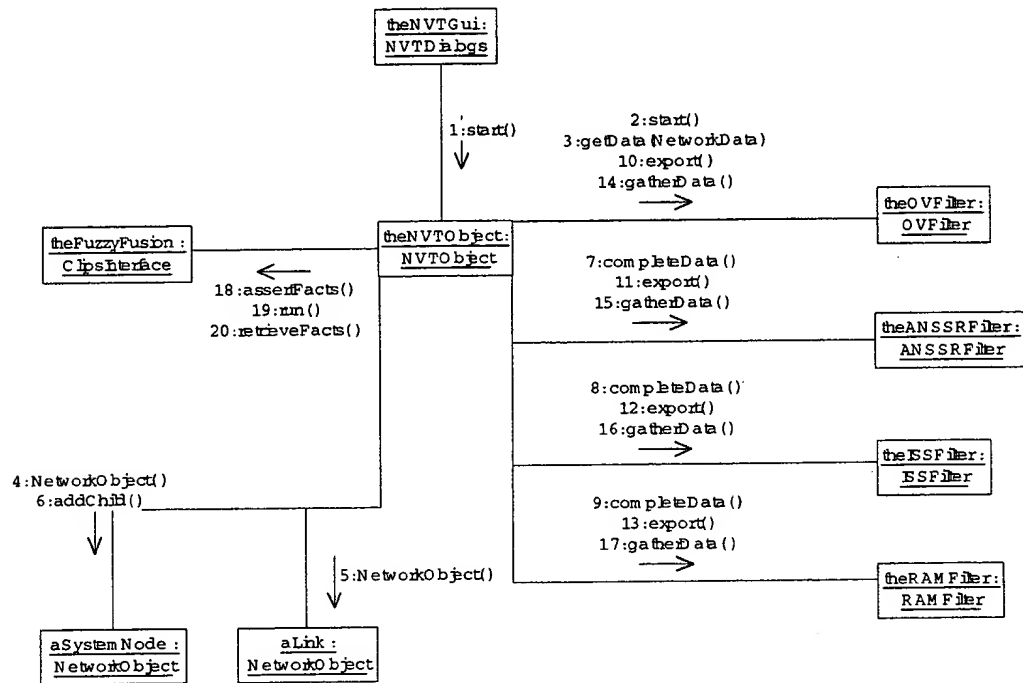 theNVTGui:
NVTDialogs
1:start()
2:start()
3:getData(NetworkData)
10:export()
14:gatherData()
theOVFilter:
OVFilter
theFuzzyFusion:
ClipsInterface
theNVTObject:
NVTObject
18:assertFacts()
19:run()
20:retrieveFacts()
7:completeData()
11:export()
15:gatherData()
theANSSRFilter:
ANSSRFilter
8:completeData()
12:export()
16:gatherData()
theISSFilter:
ISSFilter
4:NetworkObject()
6:addChild()
9:completeData()
13:export()
17:gatherData()
5:NetworkObject()
theRAMFilter:
RAMFilter
aSystemNode:
NetworkObject
aLink:
NetworkObject